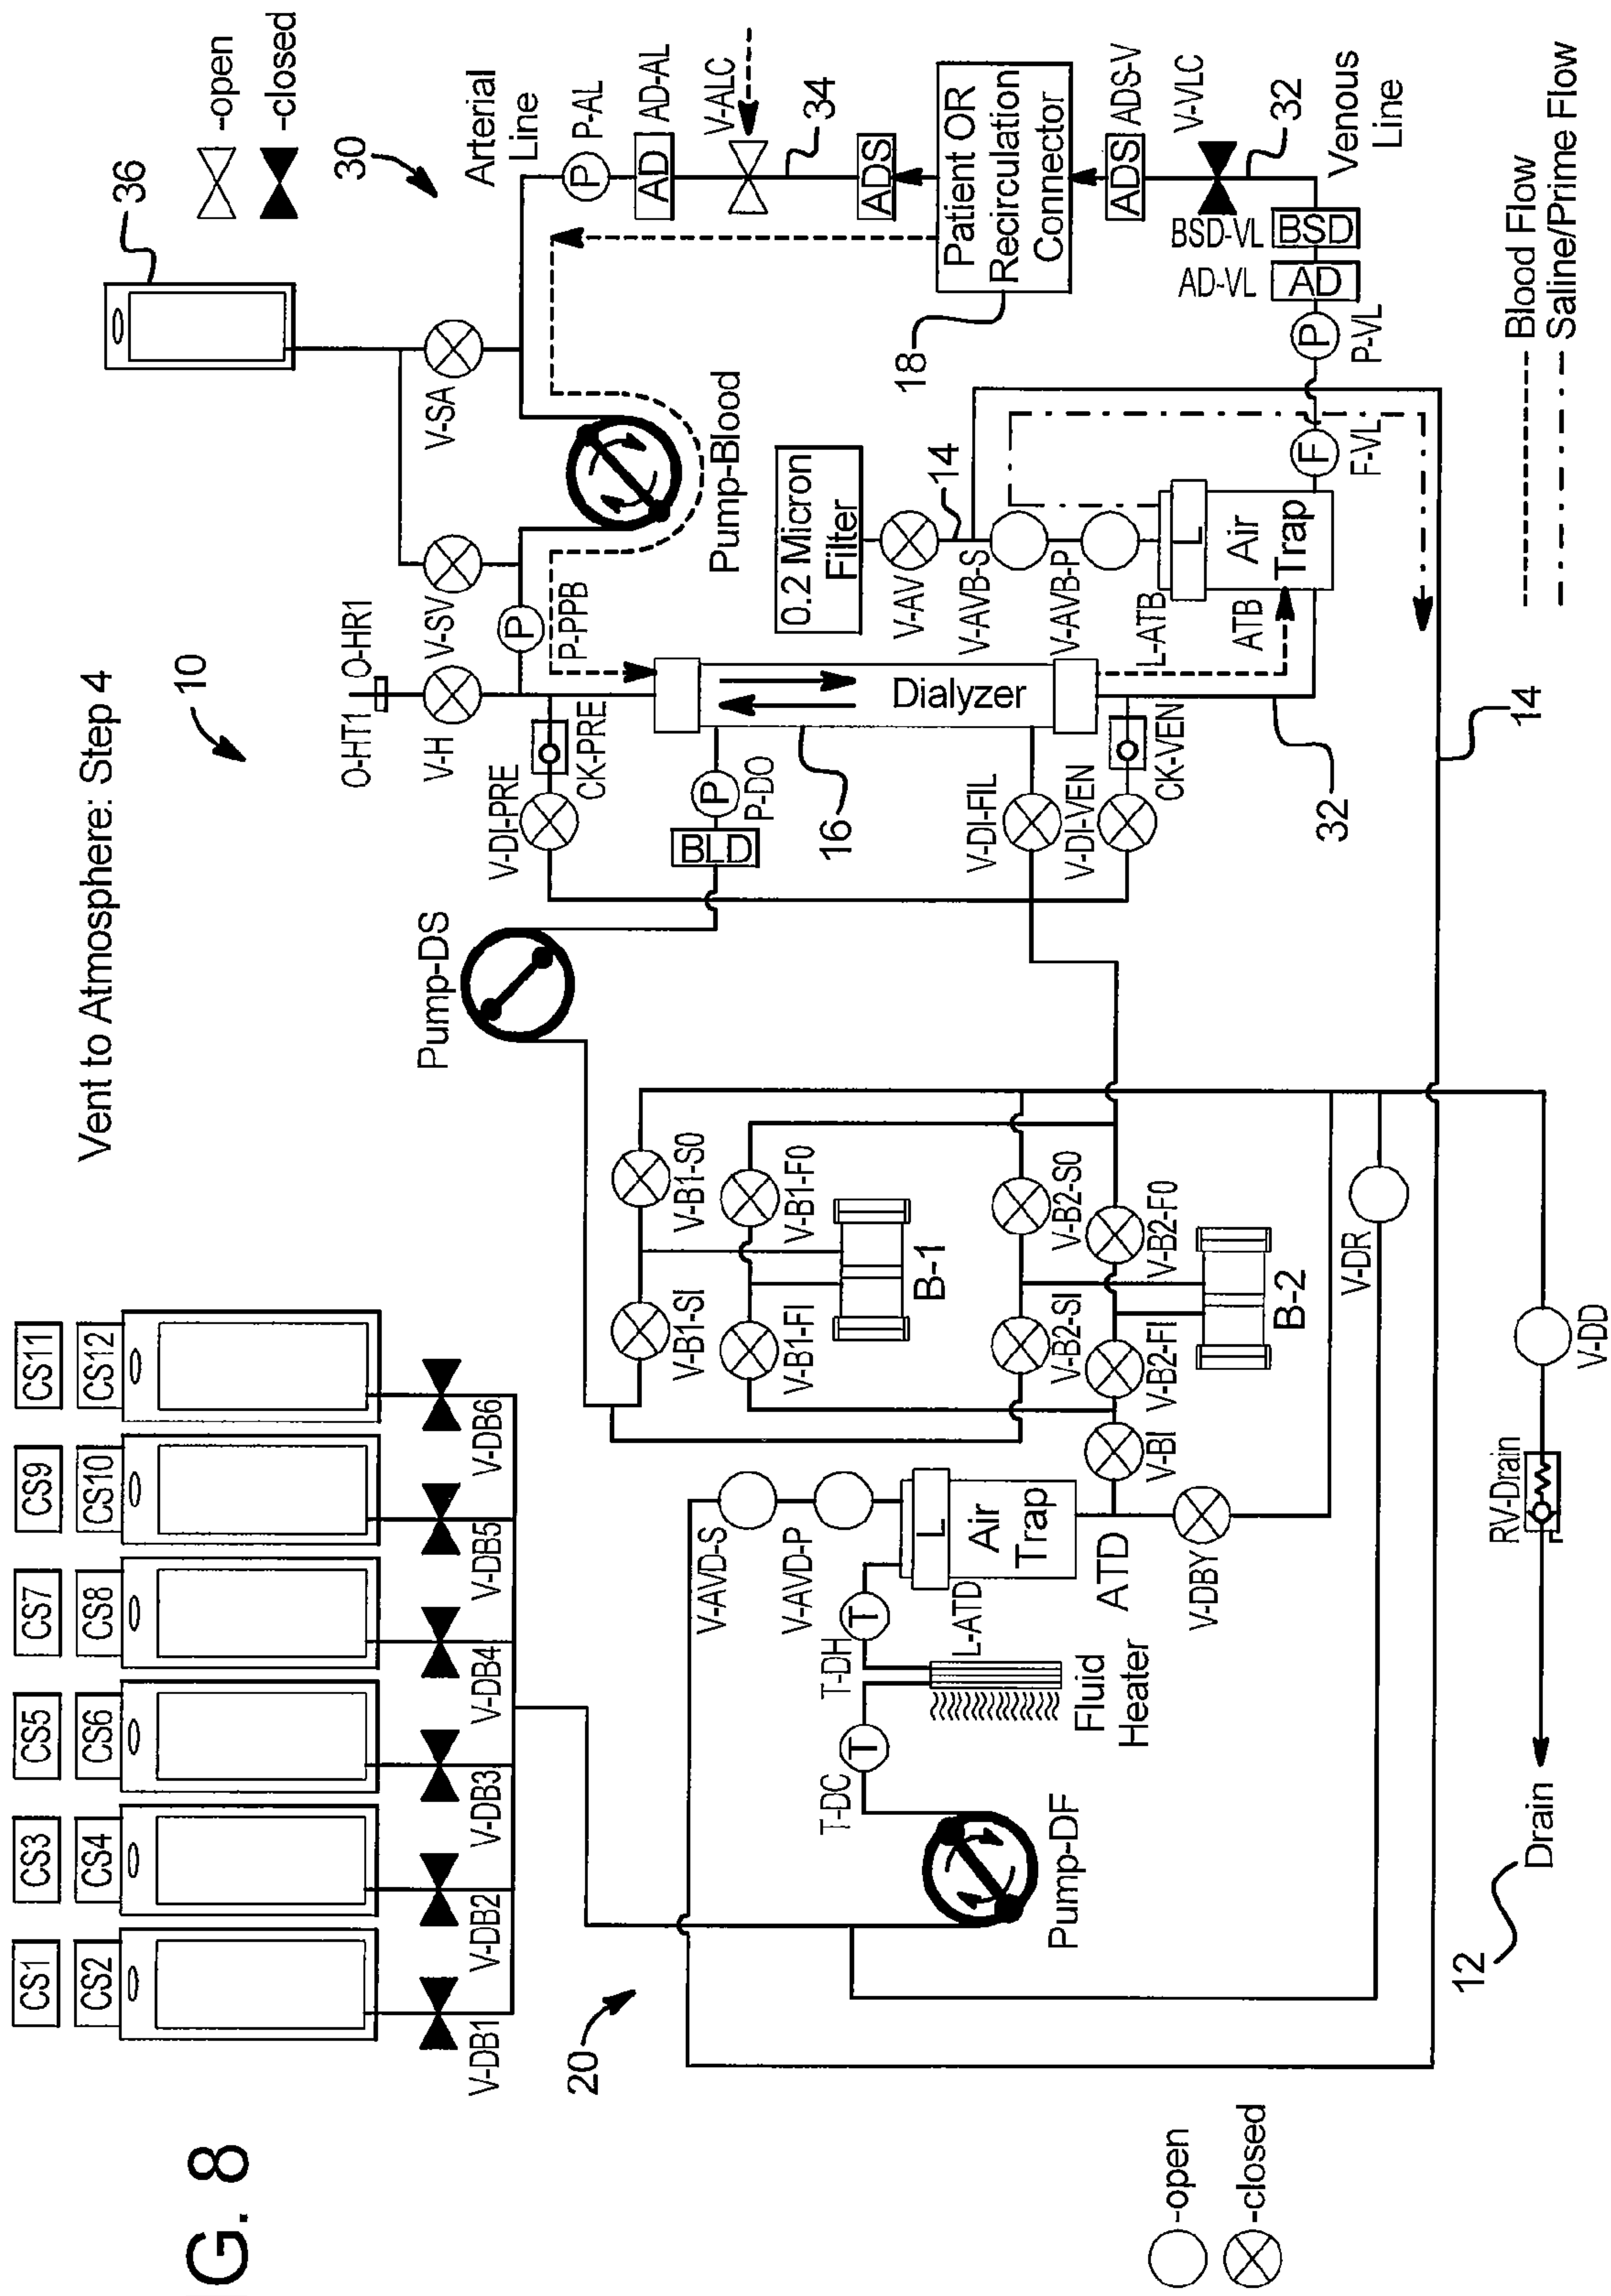 G. 8
Vent to Atmosphere: Step 4
CS1
CS2
CS3
CS4
CS5
CS6
CS7
CS8
CS9
CS10
CS11
CS12
V-DB1
V-DB2
V-DB3
V-DB4
V-DB5
V-DB6
10
36
-open
-closed
30
O-HT1
O-HR1
V-H
V-SV
V-SA
Arterial
Line
P
P-AL
AD
AD-AL
V-ALC
34
ADS
Patient OR
Recirculation
Connector
18
ADS
ADS-V
V-VLC
32
Venous
Line
BSD-VL
BSD
AD-VL
AD
P
P-VL
F
F-VL
Pump-Blood
P
P-PPB
V-DI-PRE
CK-PRE
Dialyzer
16
P
P-DO
BLD
V-DI-FIL
V-DI-VEN
CK-VEN
32
0.2 Micron
Filter
V-AV
14
V-AVB-S
V-AVB-P
L-ATB
L
Air
Trap
ATB
14
Pump-DS
V-B1-SI
V-B1-S0
V-B1-FI
V-B1-F0
B-1
V-B2-SI
V-B2-S0
V-B2-FI
V-B2-F0
B-2
V-BI
V-DBY
V-DR
V-DD
RV-Drain
Drain
12
V-AVD-S
V-AVD-P
L
Air
Trap
L-ATD
ATD
T
T-DH
T
T-DC
Fluid
Heater
Pump-DF
20
-open
-closed
Blood Flow
Saline/Prime Flow